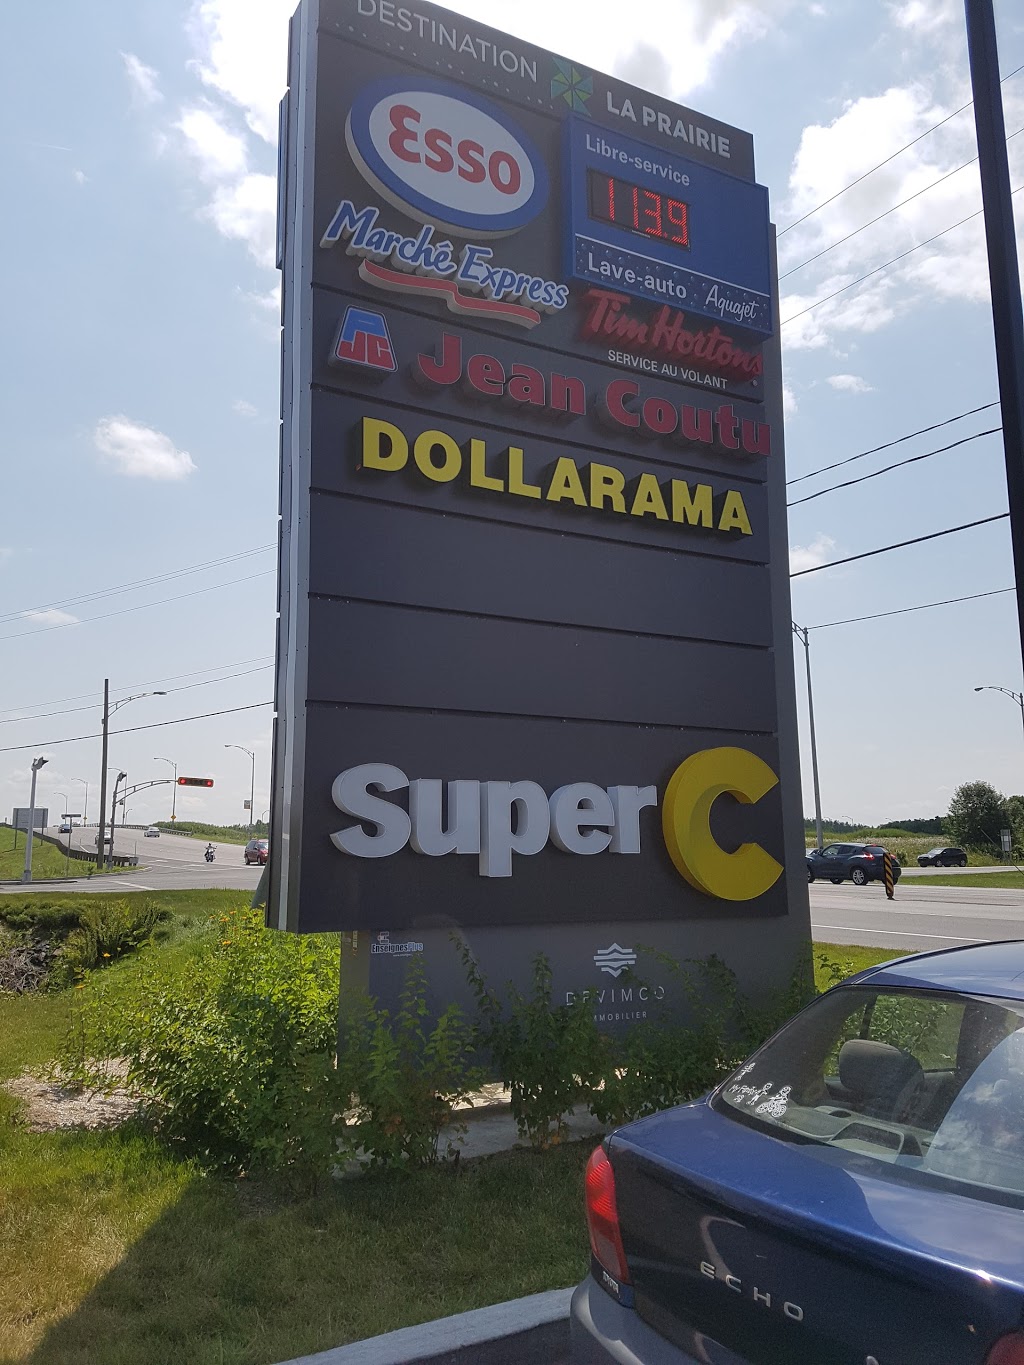 DESTINATION LA PRAIRIE
Esso
Libre-service
113.9
Marché Express
Lave-auto Aquajet
Tim Hortons
SERVICE AU VOLANT
PJC Jean Coutu
DOLLARAMA
Super C
Enseignes
DEVIMCO
IMMOBILIER
ECHO